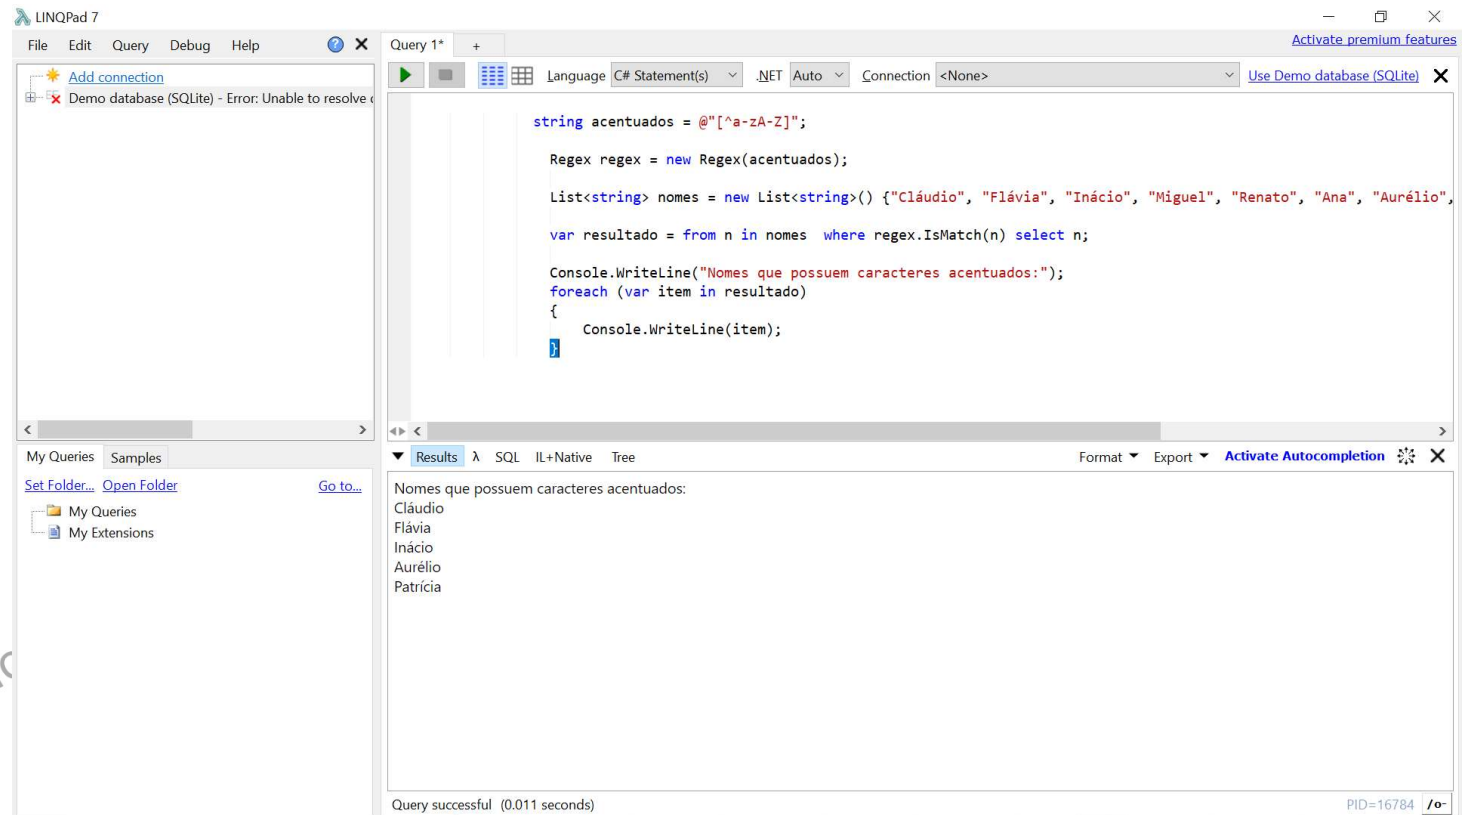 LINQPad 7
File Edit Query Debug Help
Query 1* +
Activate premium features
Add connection
Demo database (SQLite) - Error: Unable to resolve
Language C# Statement(s) .NET Auto Connection <None> Use Demo database (SQLite)
string acentuados = @"[^a-zA-Z]";
Regex regex = new Regex(acentuados);
List<string> nomes = new List<string>() {"Cláudio", "Flávia", "Inácio", "Miguel", "Renato", "Ana", "Aurélio",
var resultado = from n in nomes  where regex.IsMatch(n) select n;
Console.WriteLine("Nomes que possuem caracteres acentuados:");
foreach (var item in resultado)
{
Console.WriteLine(item);
}
My Queries Samples
Set Folder... Open Folder Go to...
My Queries
My Extensions
Results λ SQL IL+Native Tree
Format Export Activate Autocompletion
Nomes que possuem caracteres acentuados:
Cláudio
Flávia
Inácio
Aurélio
Patrícia
Query successful (0.011 seconds)
PID=16784 /o-